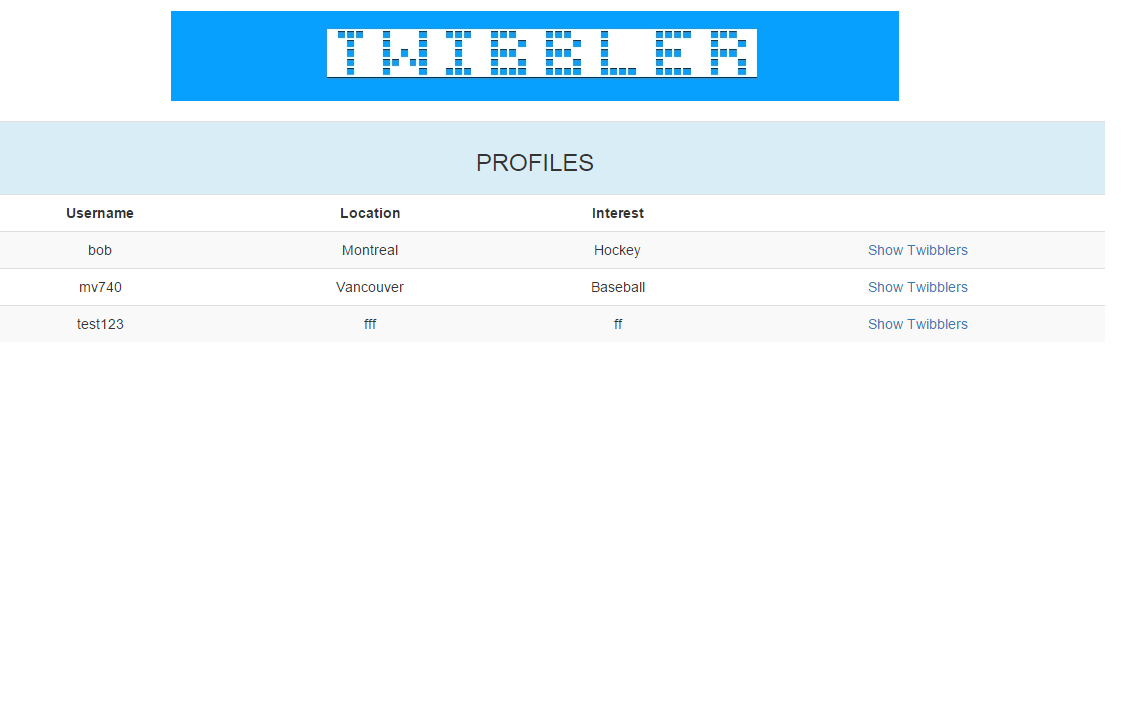 TWIBBLER
PROFILES
Username Location Interest
bob Montreal Hockey Show Twibblers
mv740 Vancouver Baseball Show Twibblers
test123 fff ff Show Twibblers